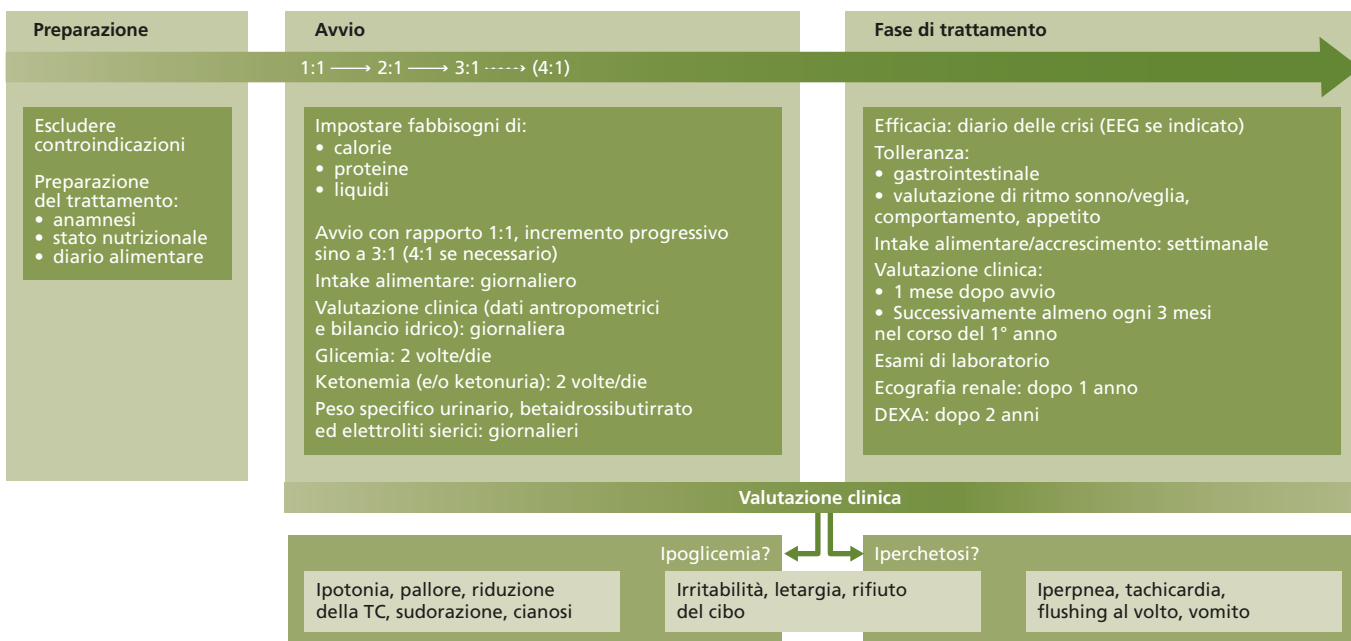 Preparazione
Avvio
Fase di trattamento
1:1 ⟶ 2:1 ⟶ 3:1 ----→ (4:1)
Escludere
controindicazioni
Preparazione
del trattamento:
• anamnesi
• stato nutrizionale
• diario alimentare
Impostare fabbisogni di:
• calorie
• proteine
• liquidi
Avvio con rapporto 1:1, incremento progressivo
sino a 3:1 (4:1 se necessario)
Intake alimentare: giornaliero
Valutazione clinica (dati antropometrici
e bilancio idrico): giornaliera
Glicemia: 2 volte/die
Ketonemia (e/o ketonuria): 2 volte/die
Peso specifico urinario, betaidrossibutirrato
ed elettroliti sierici: giornalieri
Efficacia: diario delle crisi (EEG se indicato)
Tolleranza:
• gastrointestinale
• valutazione di ritmo sonno/veglia,
comportamento, appetito
Intake alimentare/accrescimento: settimanale
Valutazione clinica:
• 1 mese dopo avvio
• Successivamente almeno ogni 3 mesi
nel corso del 1° anno
Esami di laboratorio
Ecografia renale: dopo 1 anno
DEXA: dopo 2 anni
Valutazione clinica
Ipoglicemia?
Iperchetosi?
Ipotonia, pallore, riduzione
della TC, sudorazione, cianosi
Irritabilità, letargia, rifiuto
del cibo
Iperpnea, tachicardia,
flushing al volto, vomito